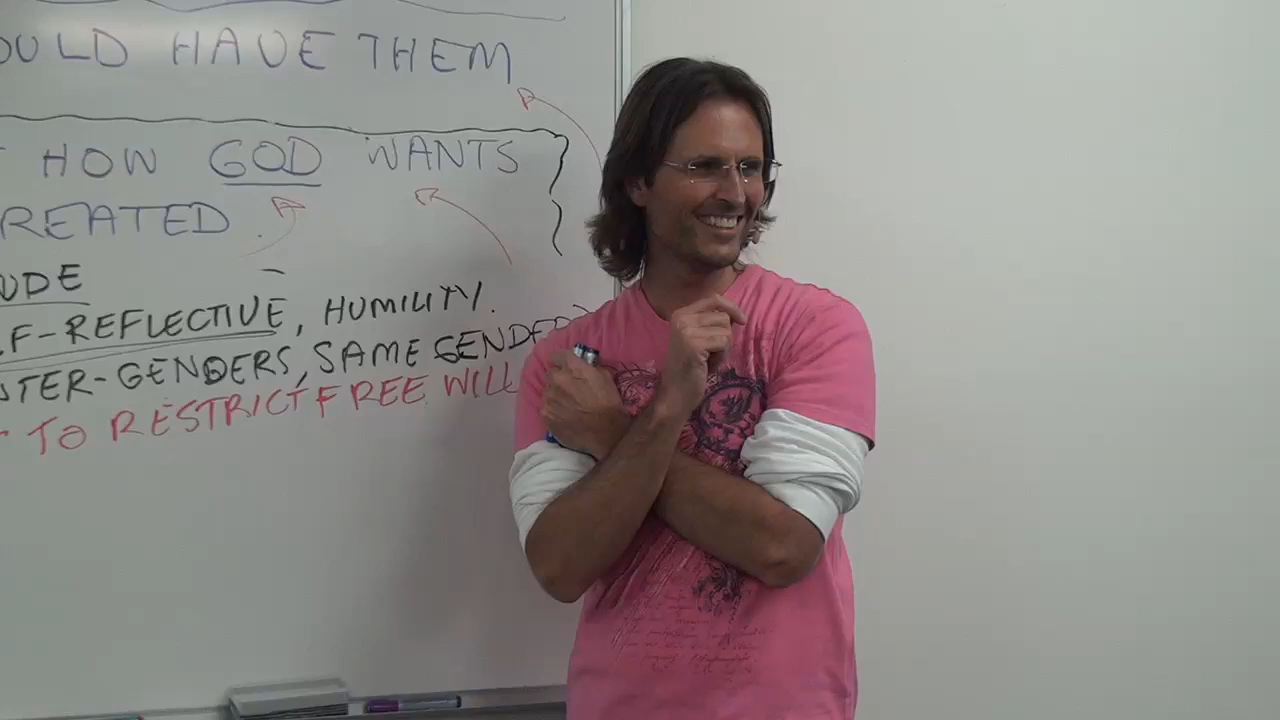 OULD HAVE THEM
HOW GOD WANTS
REATED.
UDE
F-REFLECTIVE, HUMILITY.
TER-GENDERS, SAME GENDER)
TO RESTRICT FREE WILL